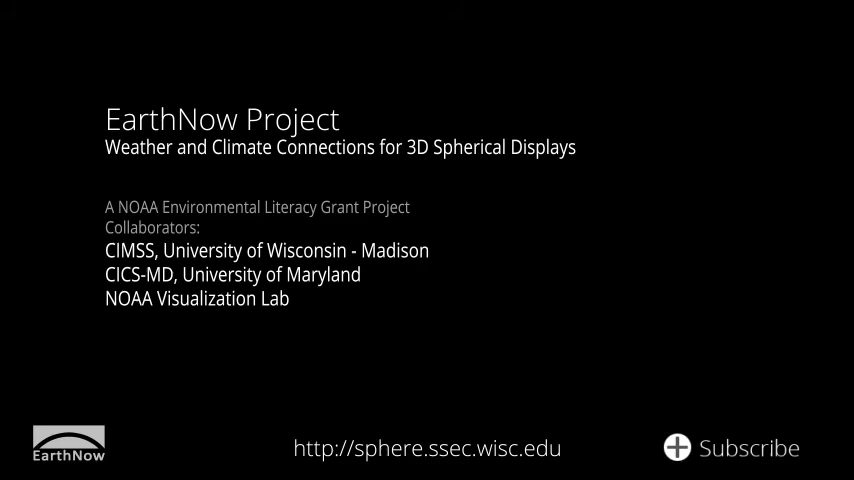 EarthNow Project
Weather and Climate Connections for 3D Spherical Displays
A NOAA Environmental Literacy Grant Project
Collaborators:
CIMSS, University of Wisconsin - Madison
CICS-MD, University of Maryland
NOAA Visualization Lab
EarthNow
http://sphere.ssec.wisc.edu
Subscribe